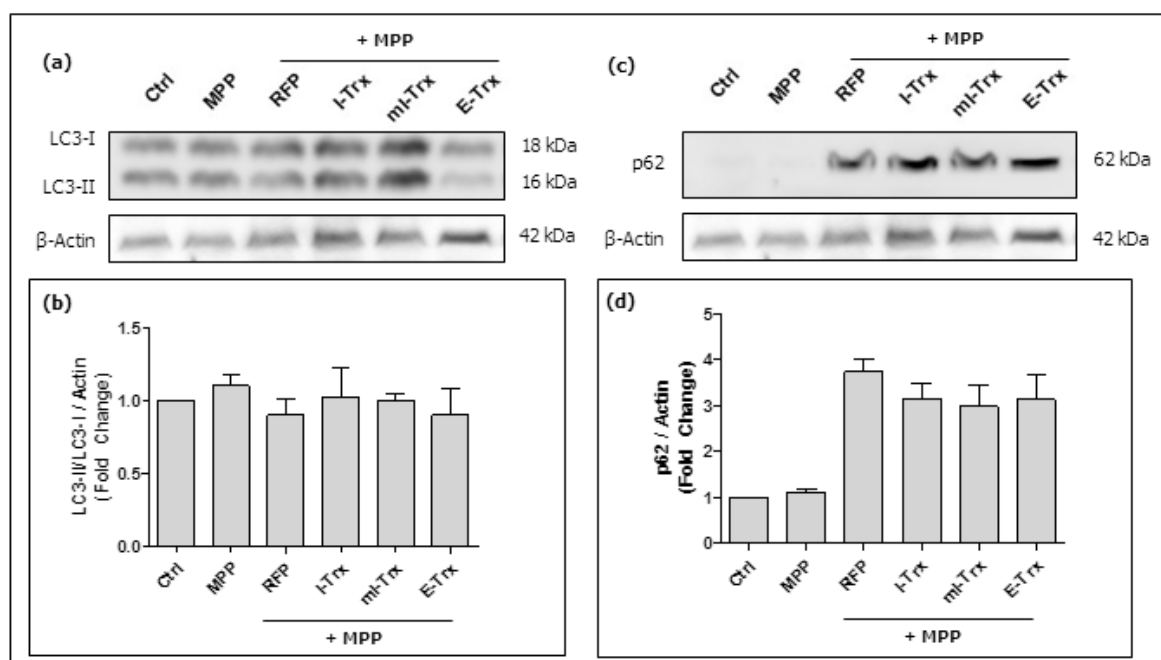 (a)
+ MPP
Ctrl MPP RFP I-Trx mI-Trx E-Trx
LC3-I 18 kDa
LC3-II 16 kDa
β-Actin 42 kDa
(c)
+ MPP
Ctrl MPP RFP I-Trx mI-Trx E-Trx
p62 62 kDa
β-Actin 42 kDa
(b)
LC3-II/LC3-I / Actin
(Fold Change)
1.5
1.0
0.5
0.0
Ctrl MPP RFP I-Trx mI-Trx E-Trx
+ MPP
(d)
p62 / Actin
(Fold Change)
5
4
3
2
1
0
Ctrl MPP RFP I-Trx mI-Trx E-Trx
+ MPP